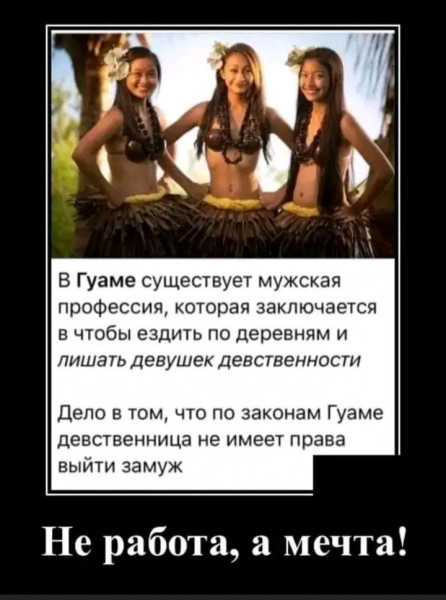 В Гуаме существует мужская
профессия, которая заключается
в чтобы ездить по деревням и
лишать девушек девственности
Дело в том, что по законам Гуаме
девственница не имеет права
выйти замуж
Не работа, а мечта!